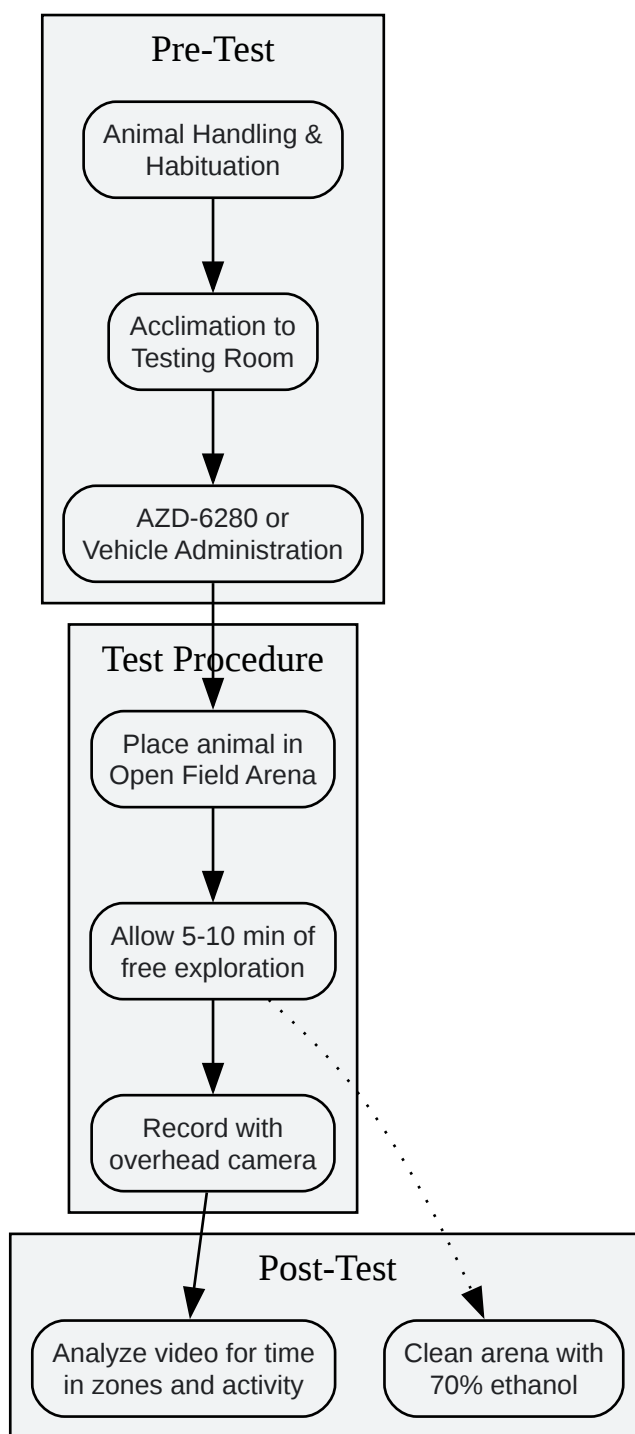 Pre-Test
Animal Handling &
Habituation
Acclimation to
Testing Room
AZD-6280 or
Vehicle Administration
Test Procedure
Place animal in
Open Field Arena
Allow 5-10 min of
free exploration
Record with
overhead camera
Post-Test
Analyze video for time
in zones and activity
Clean arena with
70% ethanol